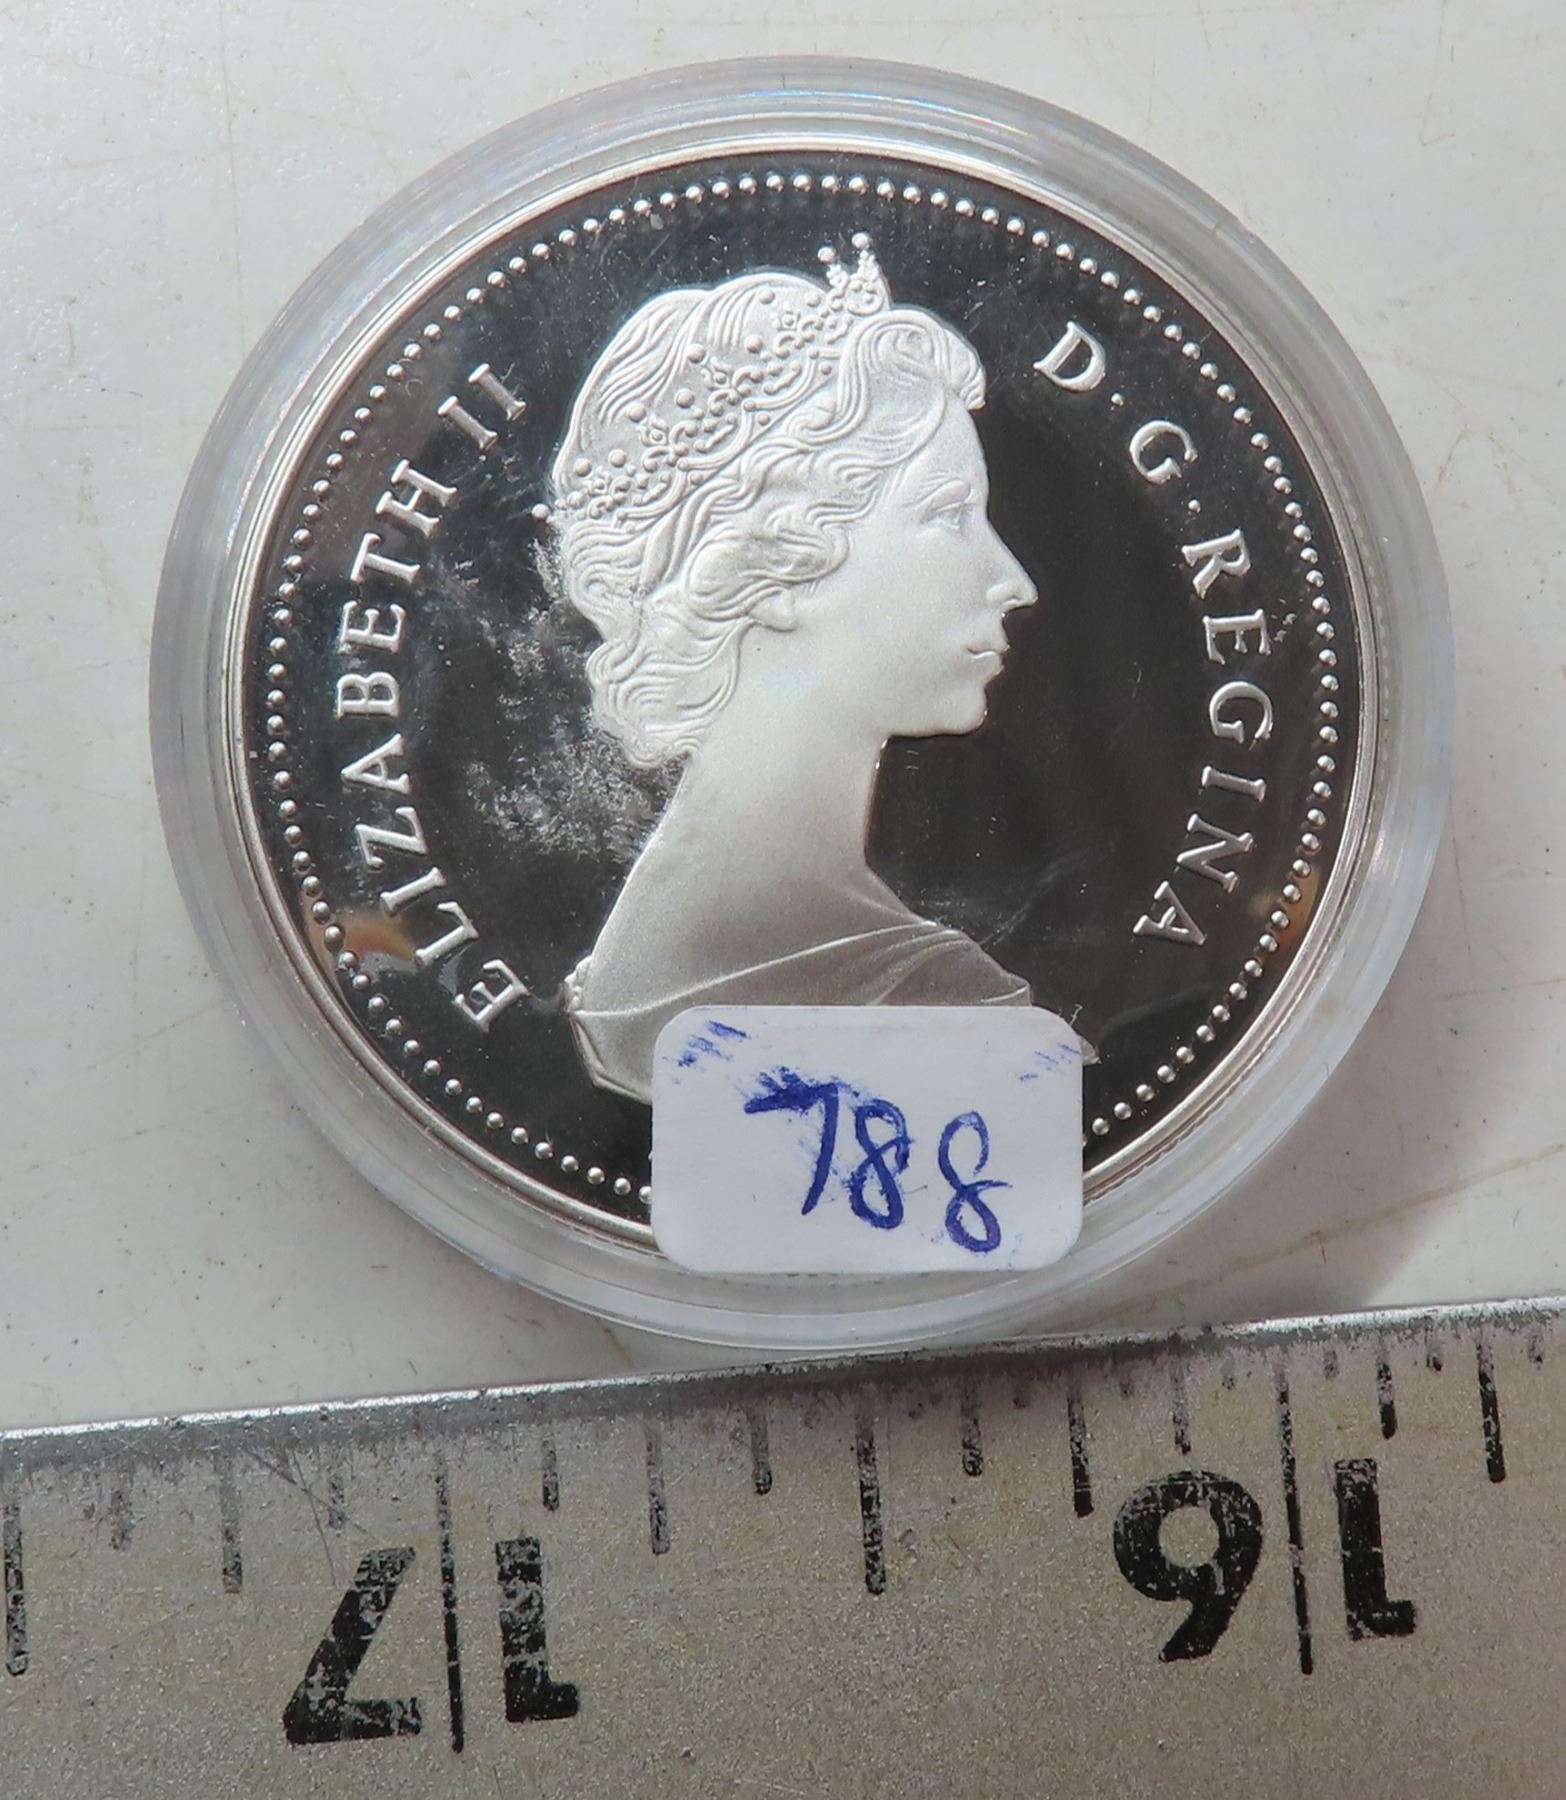 ELIZABETH II
D. G. REGINA
788
17
16